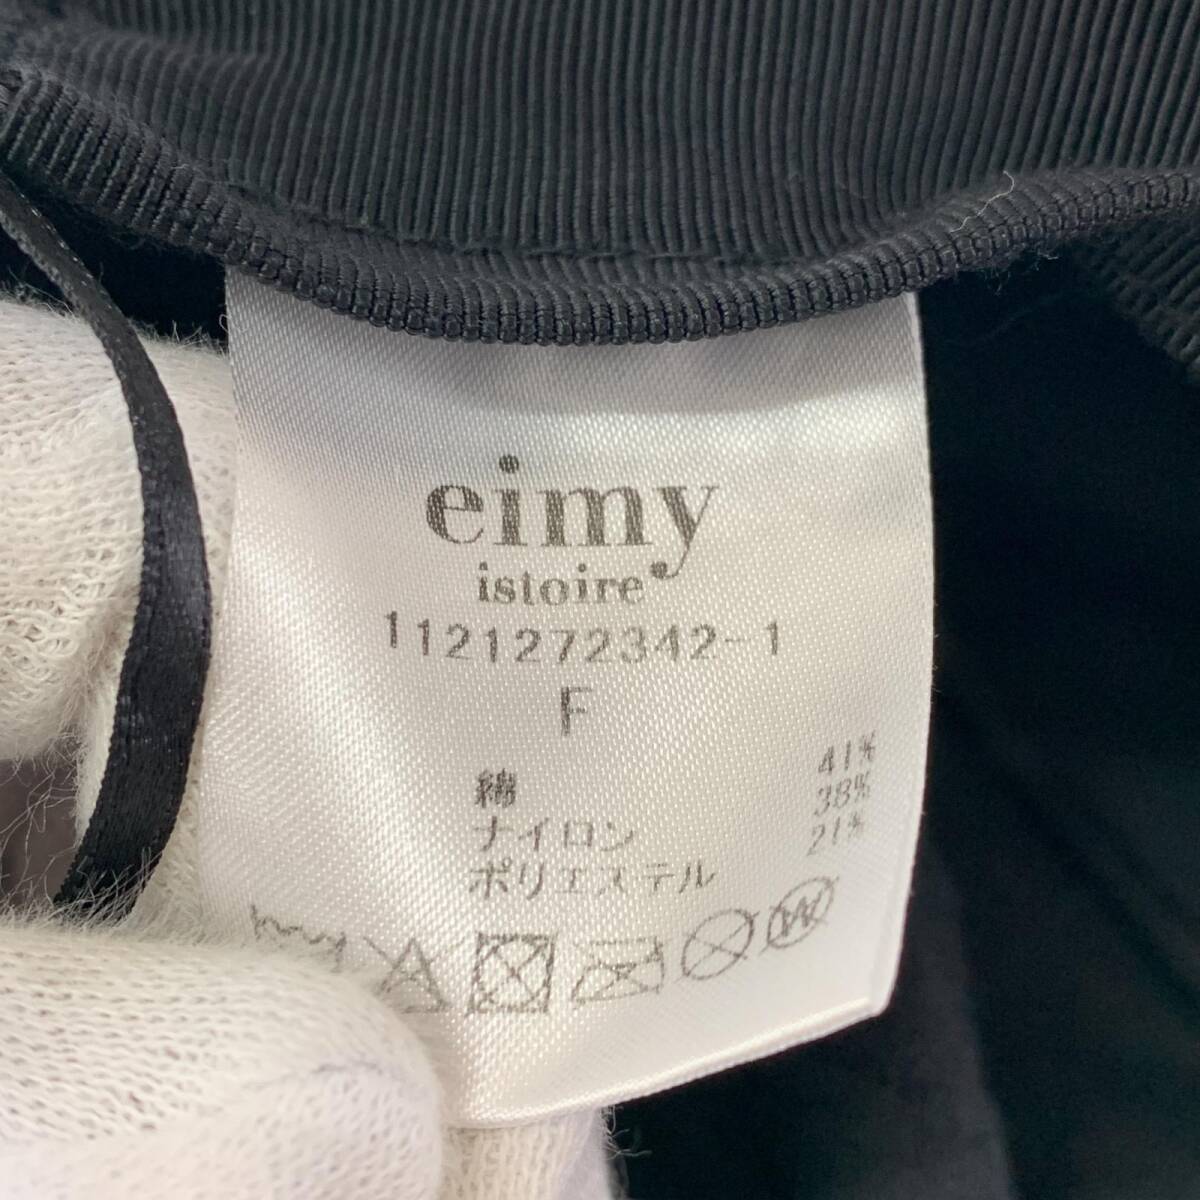 eimy
istoire
1121272342-1
F
綿 41%
ナイロン 38%
ポリエステル 21%
W